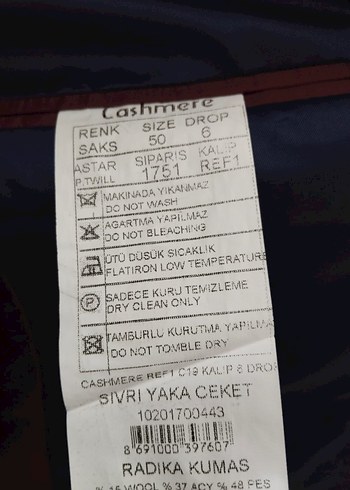 Cashmere
RENK SIZE DROP
SAKS 50 6
ASTAR SIPARIS KALIP
P.TWILL 1751 REF1
MAKINADA YIKANMAZ
DO NOT WASH
AGARTMA YAPILMAZ
DO NOT BLEACHING
ÜTÜ DÜSÜK SICAKLIK
FLATIRON LOW TEMPERATURE
P
SADECE KURU TEMIZLEME
DRY CLEAN ONLY
TAMBURLU KURUTMA YAPILMA
DO NOT TOMBLE DRY
CASHMERE REF1 C19 KALIP 6 DROP
SIVRI YAKA CEKET
10201700443
8 691000 397607
RADIKA KUMAS
% 15 WOOL % 37 ACY % 48 PES